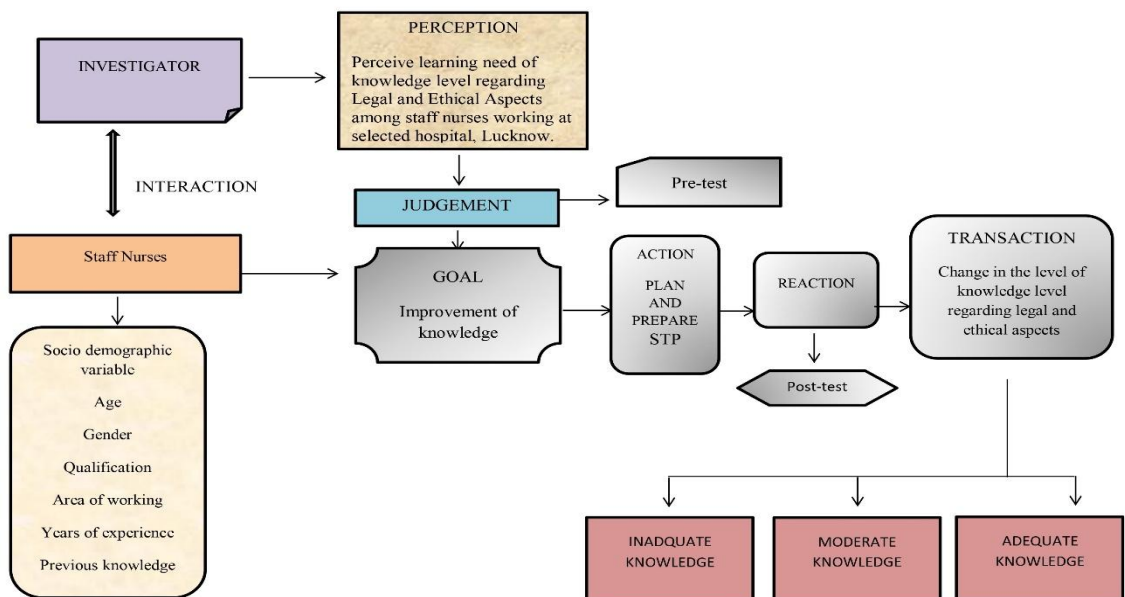 INVESTIGATOR
PERCEPTION
Perceive learning need of
knowledge level regarding
Legal and Ethical Aspects
among staff nurses working at
selected hospital, Lucknow.
INTERACTION
JUDGEMENT
Pre-test
Staff Nurses
GOAL
Improvement of
knowledge
ACTION
PLAN
AND
PREPARE
STP
REACTION
TRANSACTION
Change in the level of
knowledge level
regarding legal and
ethical aspects
Post-test
Socio demographic
variable
Age
Gender
Qualification
Area of working
Years of experience
Previous knowledge
INADQUATE
KNOWLEDGE
MODERATE
KNOWLEDGE
ADEQUATE
KNOWLEDGE